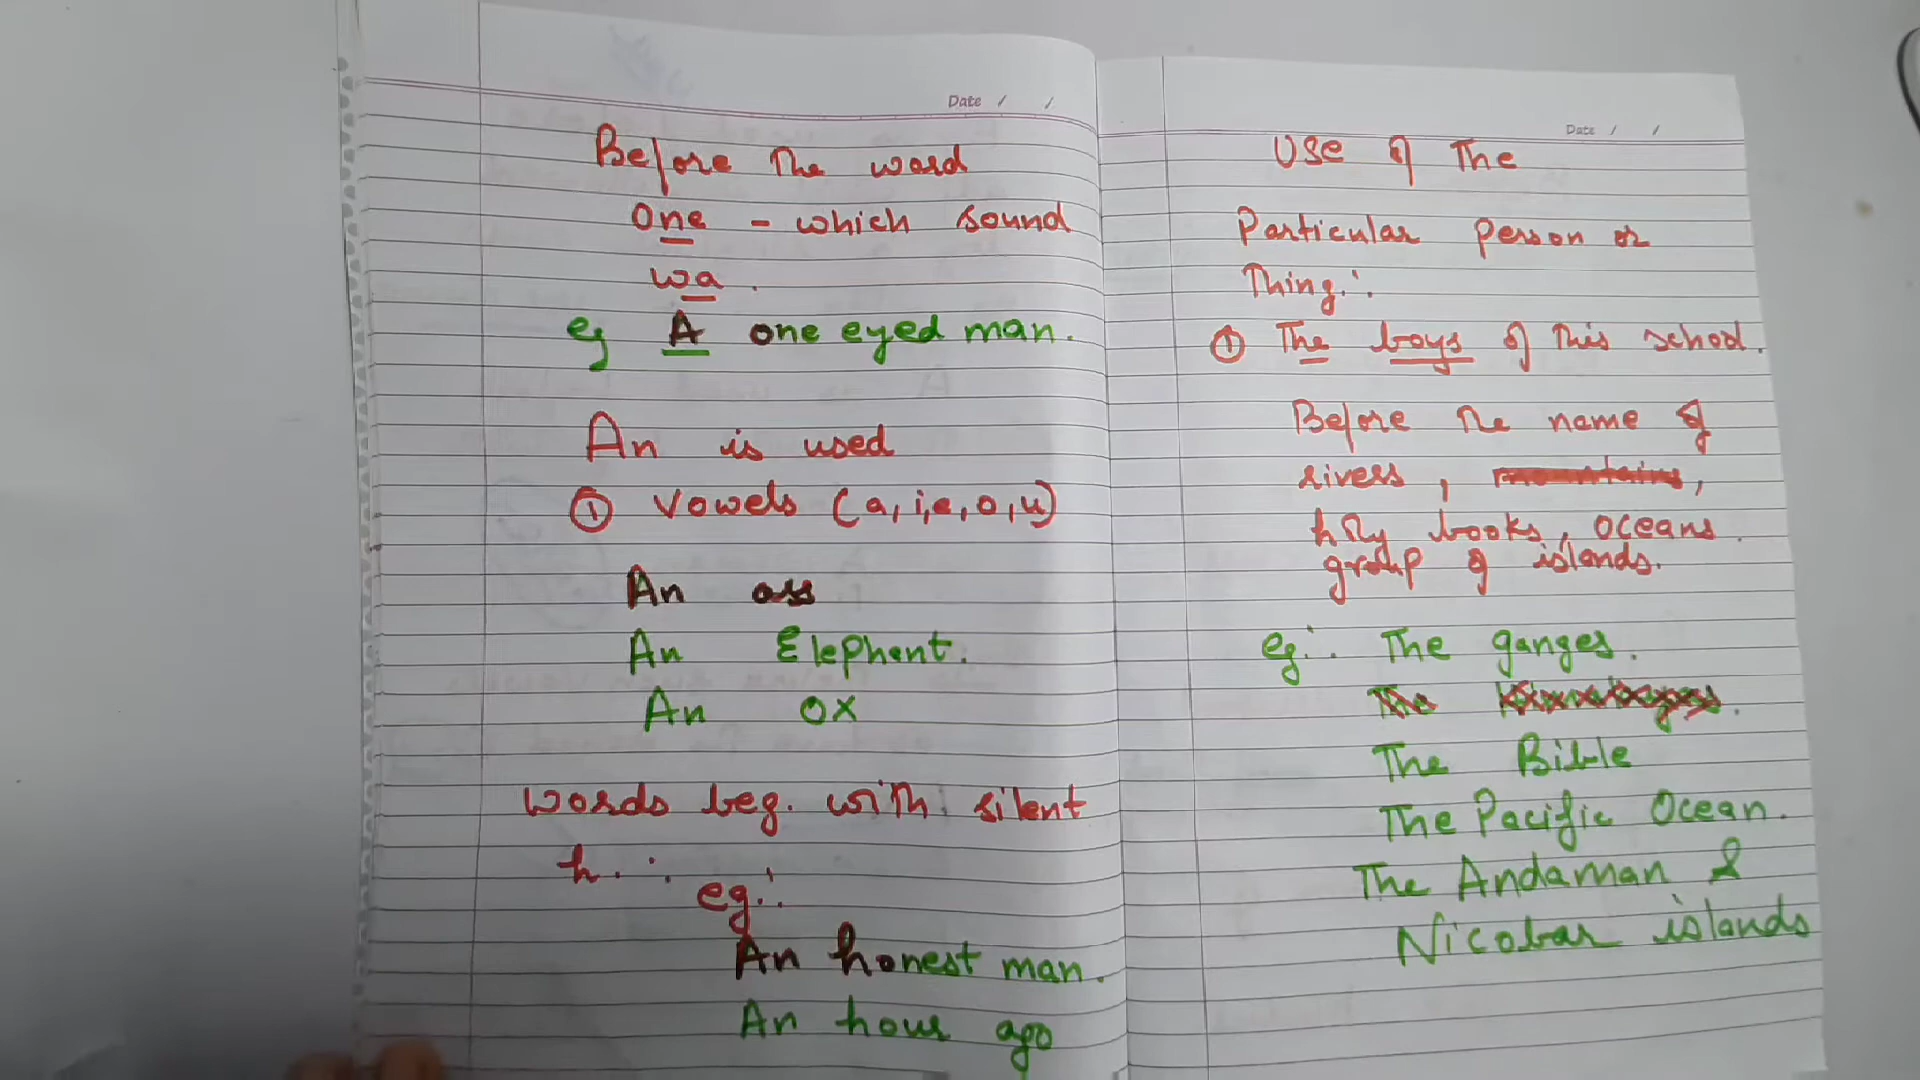 Date / /
Before The word
one - which sound
wa.
eg A one eyed man.
An is used
① Vowels (a, i, e, o, u)
An ass
An Elephant.
An OX
words beg. with silent
h.
eg:
An honest man.
An hour ago
Date / /
Use of The
Particular person or
Thing:
① The boys of This school.
Before The name of
rivers, mountains,
holy books, oceans.
group of islands.
eg: The ganges.
The
The Bible
The Pacific Ocean.
The Andaman &
Nicobar islands